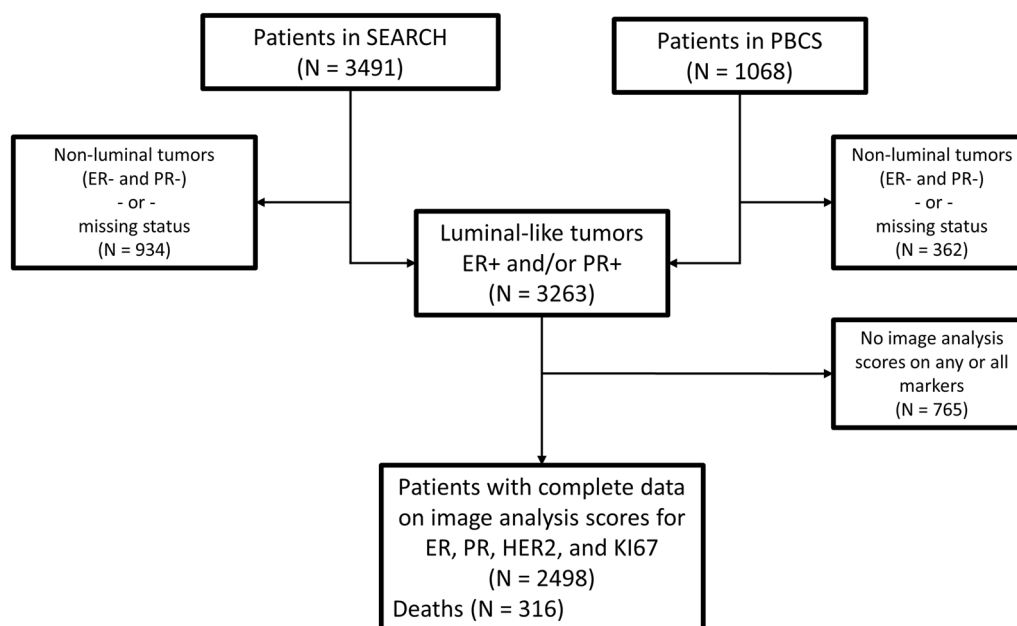 Patients in SEARCH
(N = 3491)
Patients in PBCS
(N = 1068)
Non-luminal tumors
(ER- and PR-)
- or -
missing status
(N = 934)
Non-luminal tumors
(ER- and PR-)
- or -
missing status
(N = 362)
Luminal-like tumors
ER+ and/or PR+
(N = 3263)
No image analysis
scores on any or all
markers
(N = 765)
Patients with complete data
on image analysis scores for
ER, PR, HER2, and KI67
(N = 2498)
Deaths (N = 316)